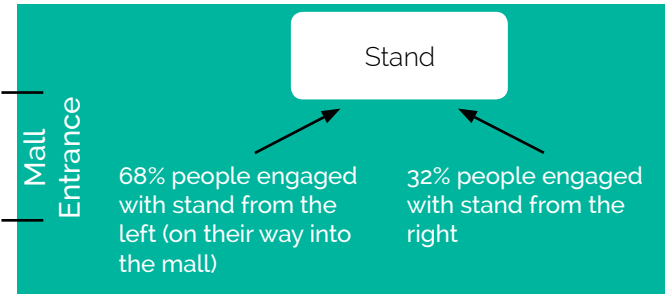 Stand
Mall
Entrance
68% people engaged
with stand from the
left (on their way into
the mall)
32% people engaged
with stand from the
right